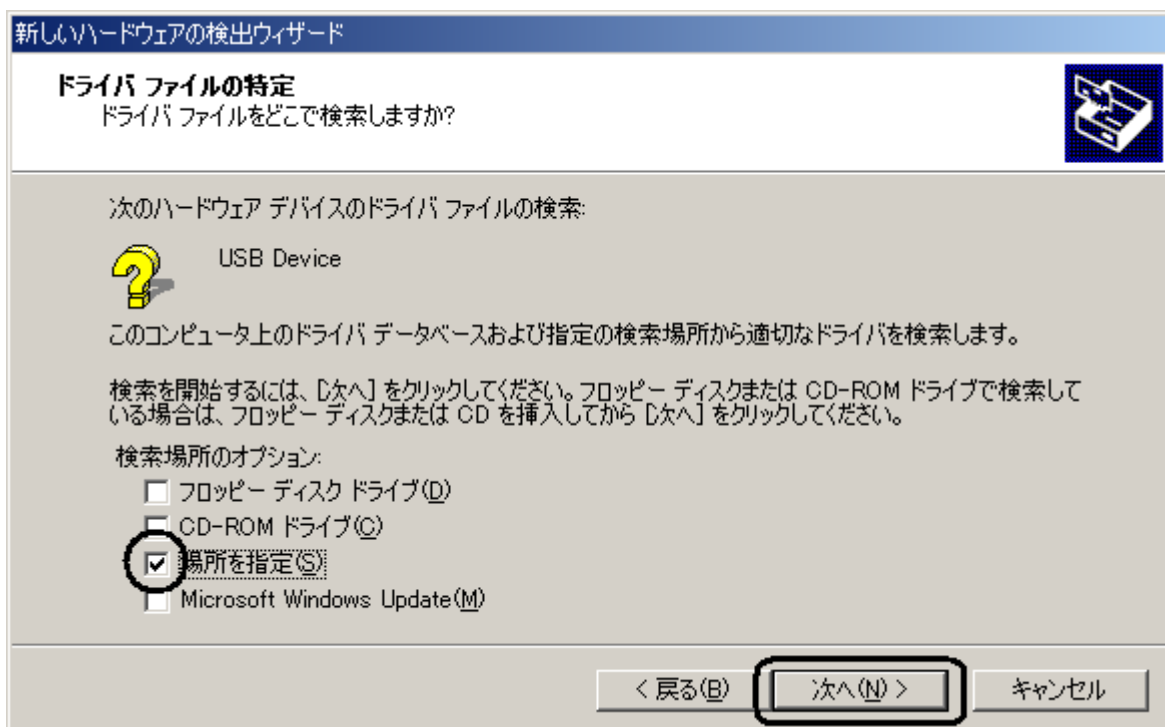 新しいハードウェアの検出ウィザード
ドライバ ファイルの特定
ドライバ ファイルをどこで検索しますか?
次のハードウェア デバイスのドライバ ファイルの検索:
USB Device
このコンピュータ上のドライバ データベースおよび指定の検索場所から適切なドライバを検索します。
検索を開始するには、[次へ] をクリックしてください。フロッピー ディスクまたは CD-ROM ドライブで検索して
いる場合は、フロッピー ディスクまたは CD を挿入してから [次へ] をクリックしてください。
検索場所のオプション:
フロッピー ディスク ドライブ(D)
CD-ROM ドライブ(C)
場所を指定(S)
Microsoft Windows Update(M)
< 戻る(B) 次へ(N) > キャンセル